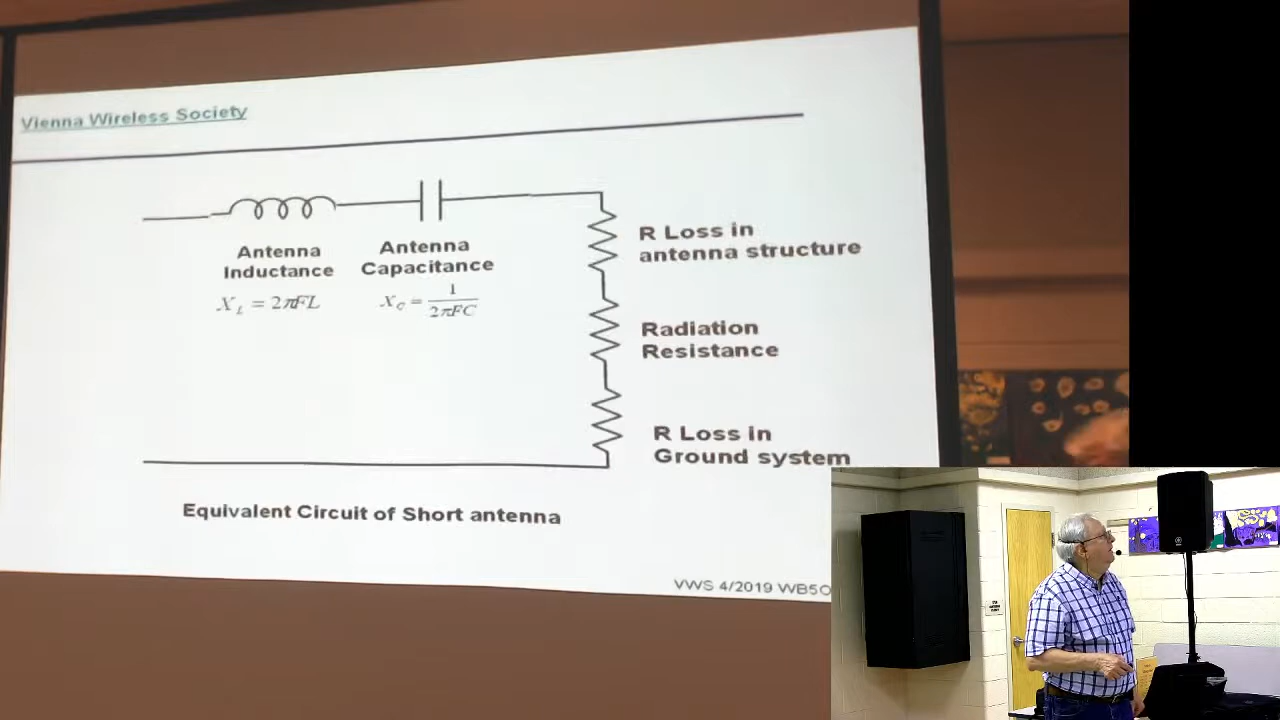 Vienna Wireless Society
Antenna
Inductance
X_L = 2πFL
Antenna
Capacitance
X_C = 1/2πFC
R Loss in
antenna structure
Radiation
Resistance
R Loss in
Ground system
Equivalent Circuit of Short antenna
VWS 4/2019